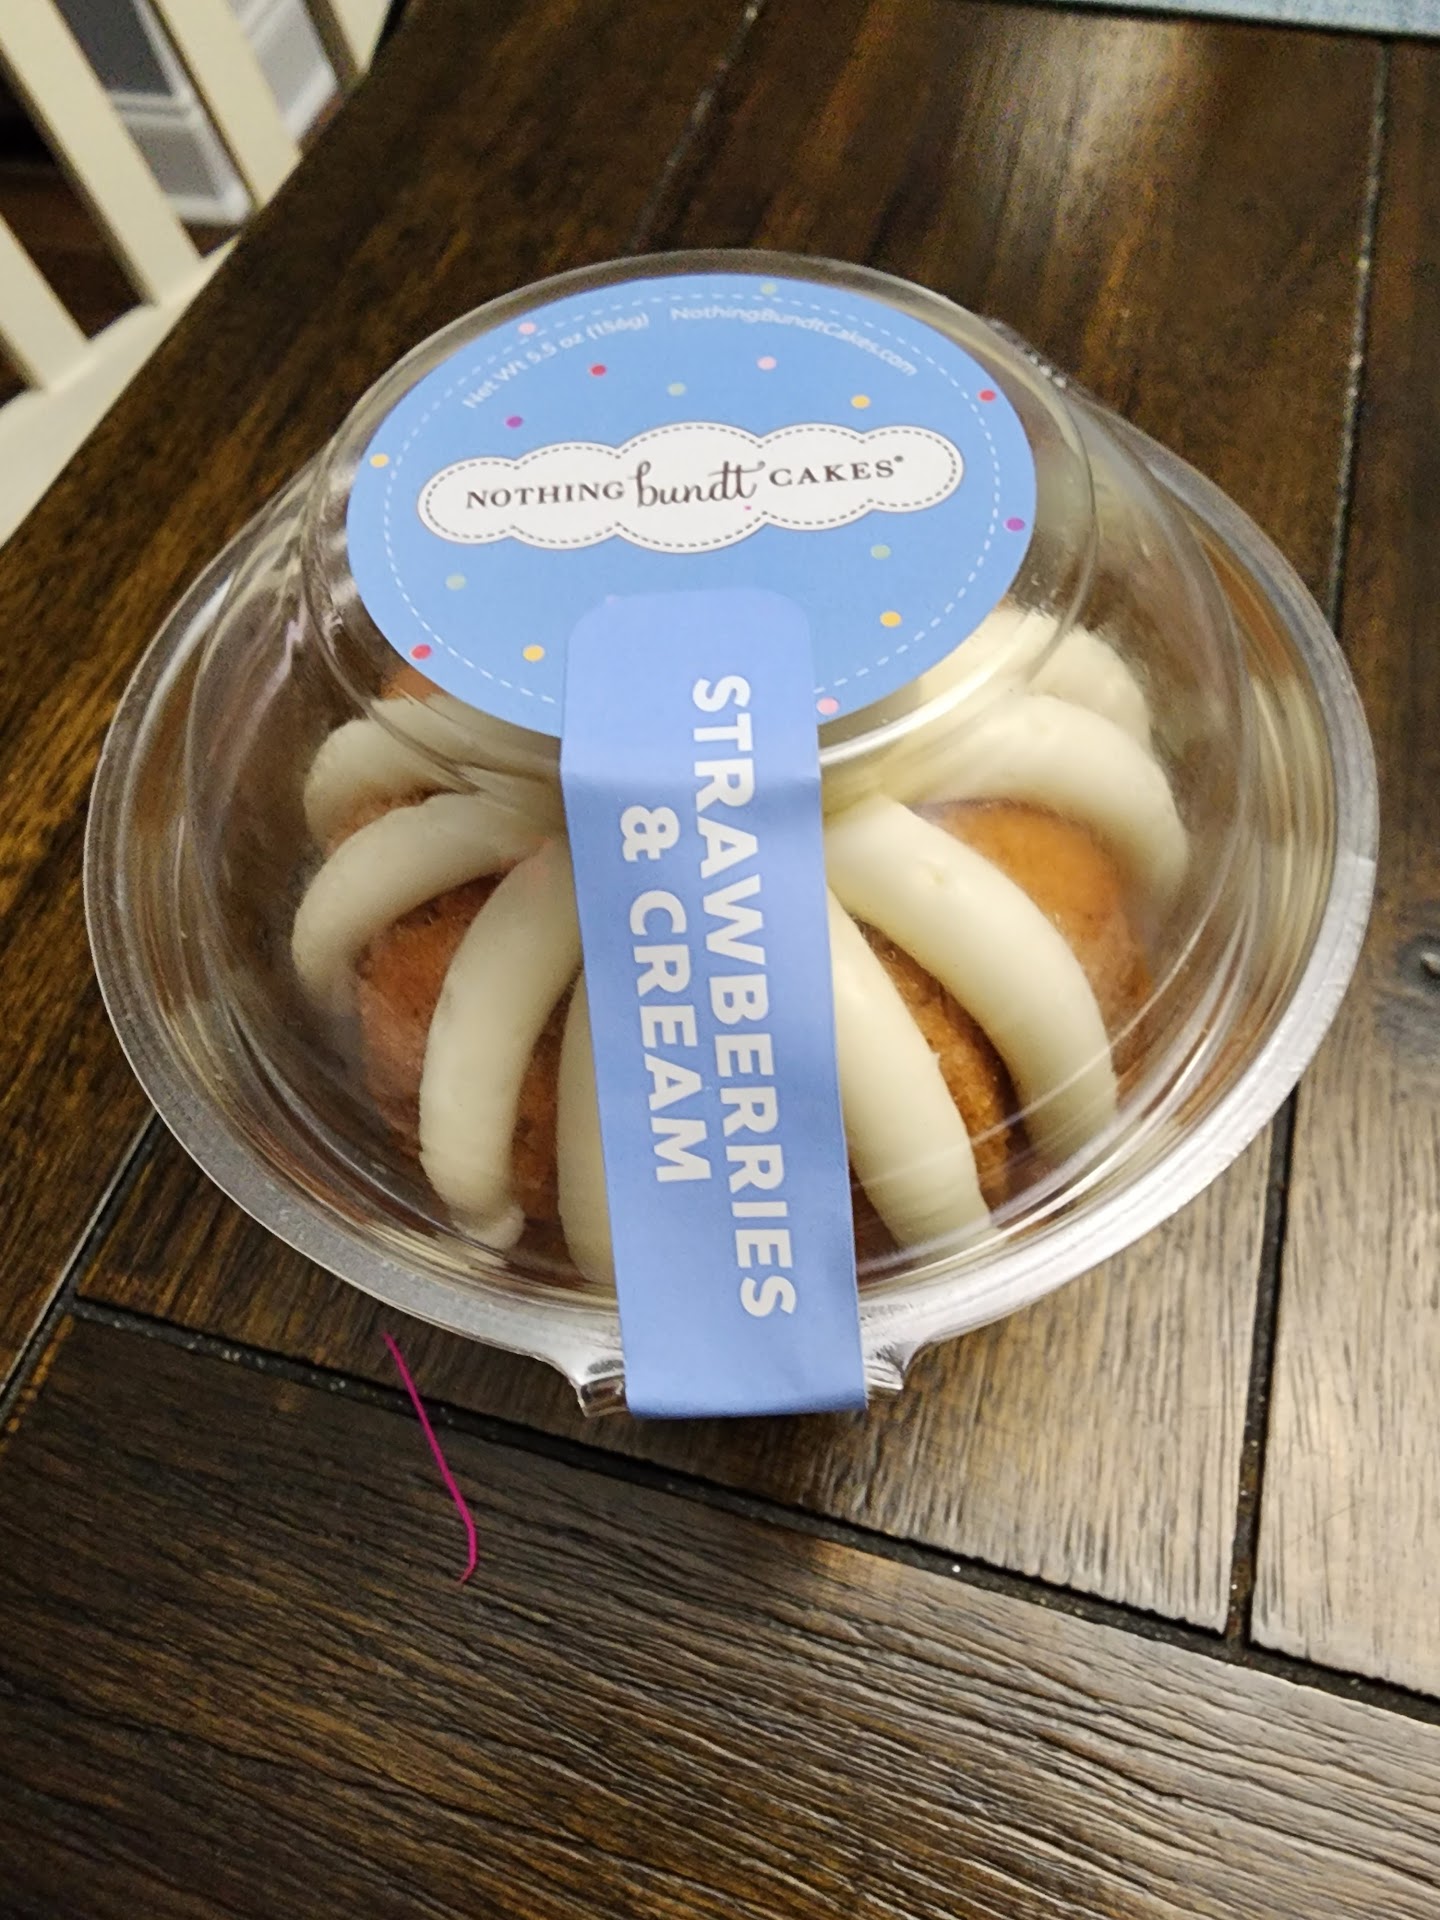 Net Wt 5.5 oz (156g) NothingBundtCakes.com
NOTHING bundt CAKES®
STRAWBERRIES
& CREAM